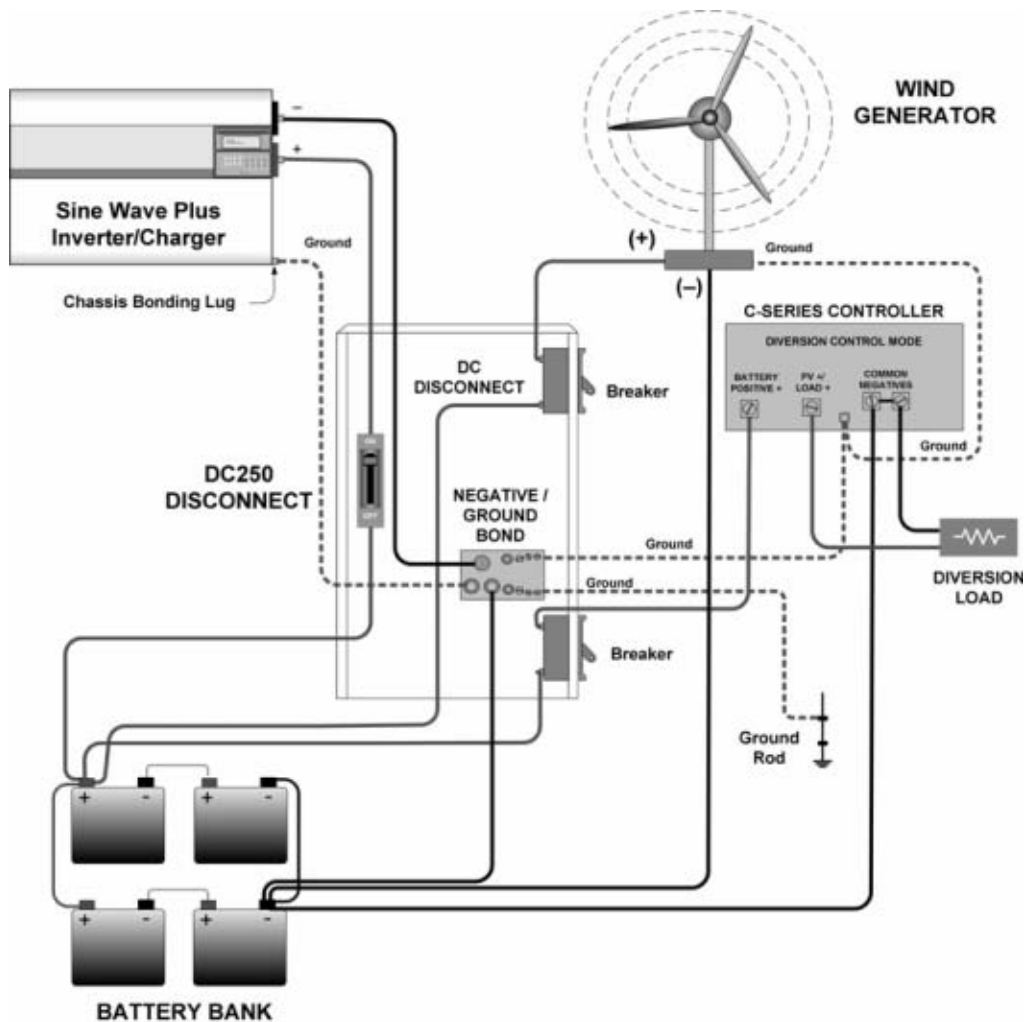 WIND
GENERATOR
–
+
Sine Wave Plus
Inverter/Charger
Ground
Chassis Bonding Lug
(+)
Ground
(–)
C-SERIES CONTROLLER
DIVERSION CONTROL MODE
BATTERY
POSITIVE +
PV +/
LOAD +
COMMON
NEGATIVES
Ground
DC
DISCONNECT
Breaker
ON
OFF
DC250
DISCONNECT
NEGATIVE /
GROUND
BOND
Ground
Ground
DIVERSION
LOAD
Breaker
Ground
Rod
+ - + -
+ - + -
BATTERY BANK